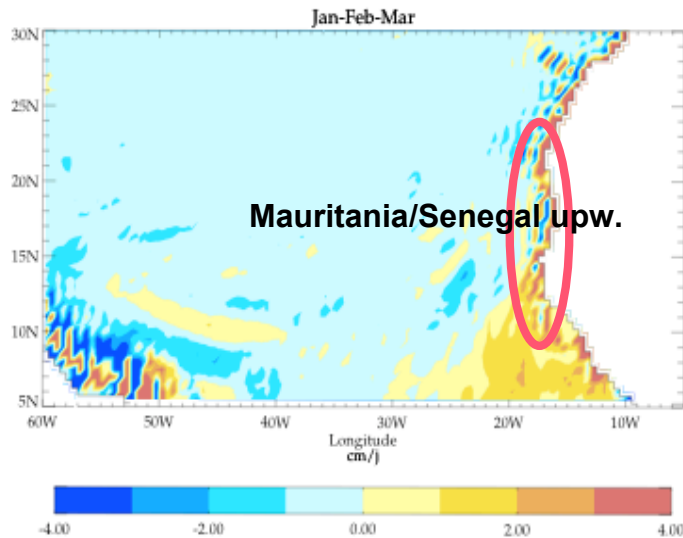 Jan-Feb-Mar
30N
25N
20N
Mauritania/Senegal upw.
15N
10N
5N
60W 50W 40W 30W 20W 10W
Longitude
cm/j
-4.00 -2.00 0.00 2.00 4.00